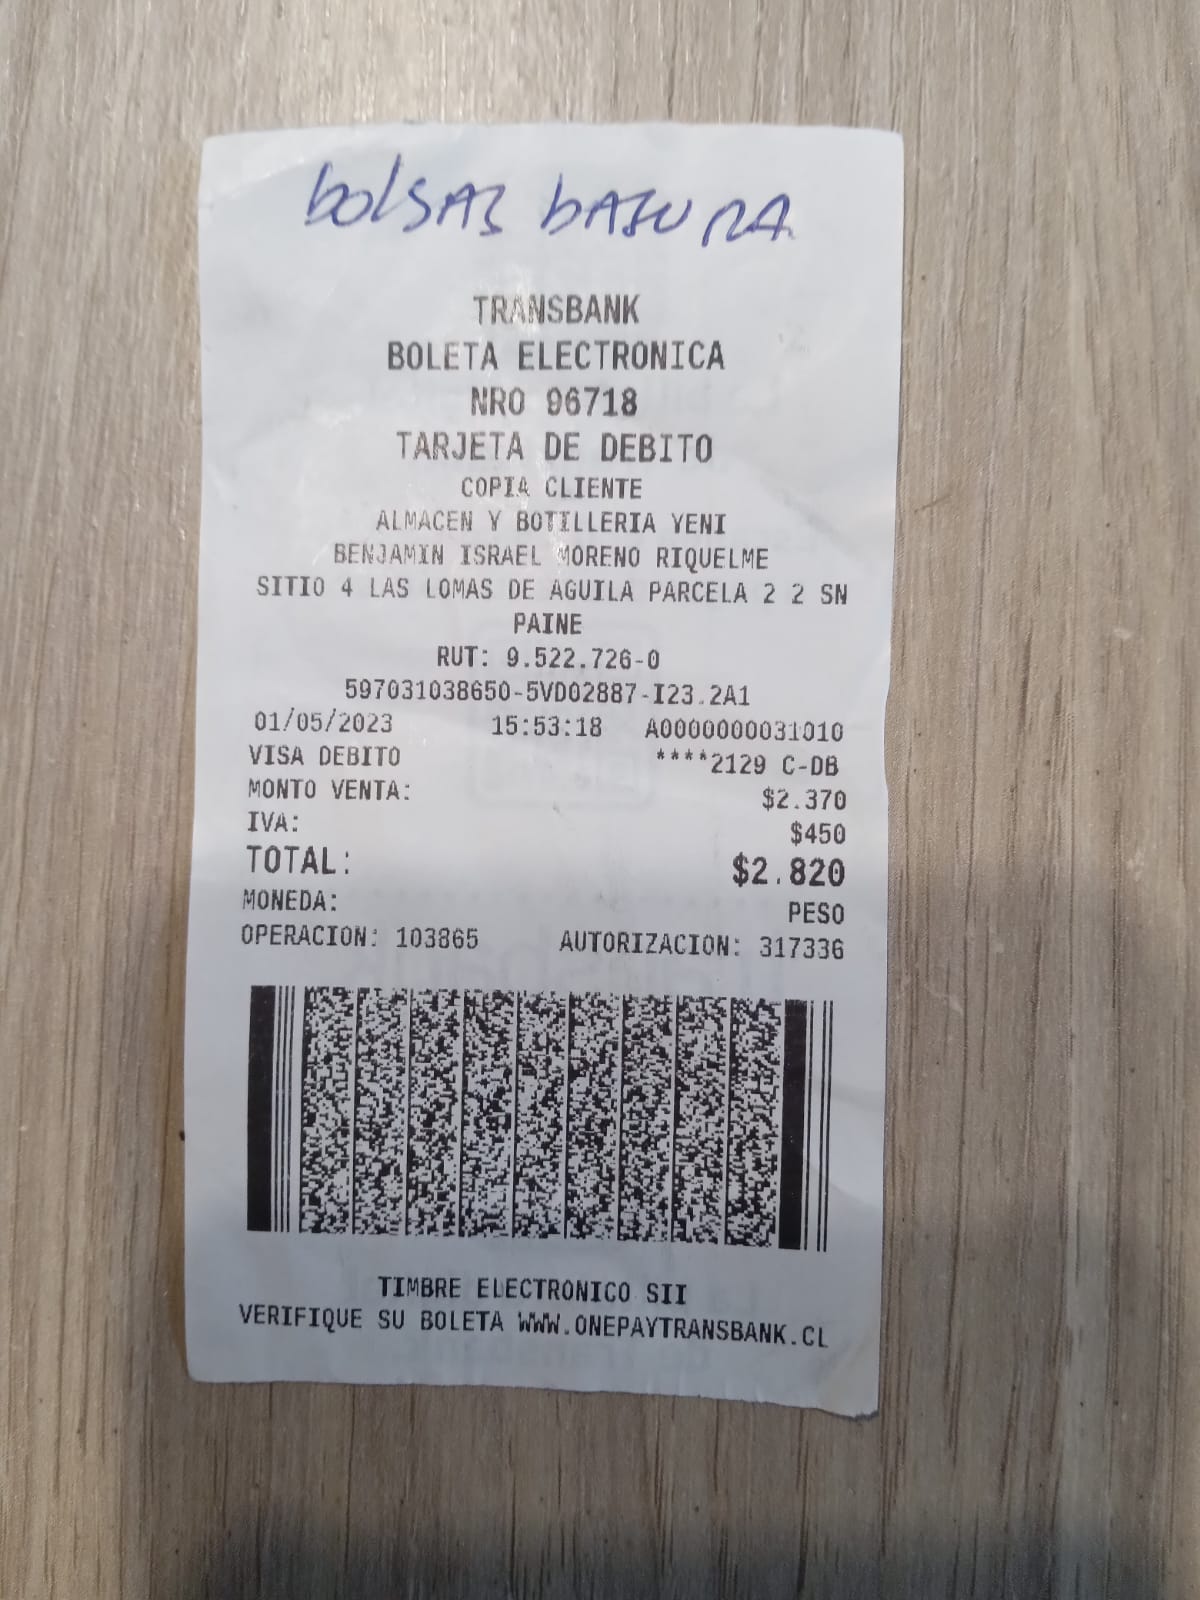 bolsas basura
TRANSBANK
BOLETA ELECTRONICA
NRO 96718
TARJETA DE DEBITO
COPIA CLIENTE
ALMACEN Y BOTILLERIA YENI
BENJAMIN ISRAEL MORENO RIQUELME
SITIO 4 LAS LOMAS DE AGUILA PARCELA 2 2 SN
PAINE
RUT: 9.522.726-0
597031038650-5VD02887-I23.2A1
01/05/2023 15:53:18 A0000000031010
VISA DEBITO ****2129 C-DB
MONTO VENTA: $2.370
IVA: $450
TOTAL: $2.820
MONEDA: PESO
OPERACION: 103865 AUTORIZACION: 317336
TIMBRE ELECTRONICO SII
VERIFIQUE SU BOLETA WWW.ONEPAYTRANSBANK.CL